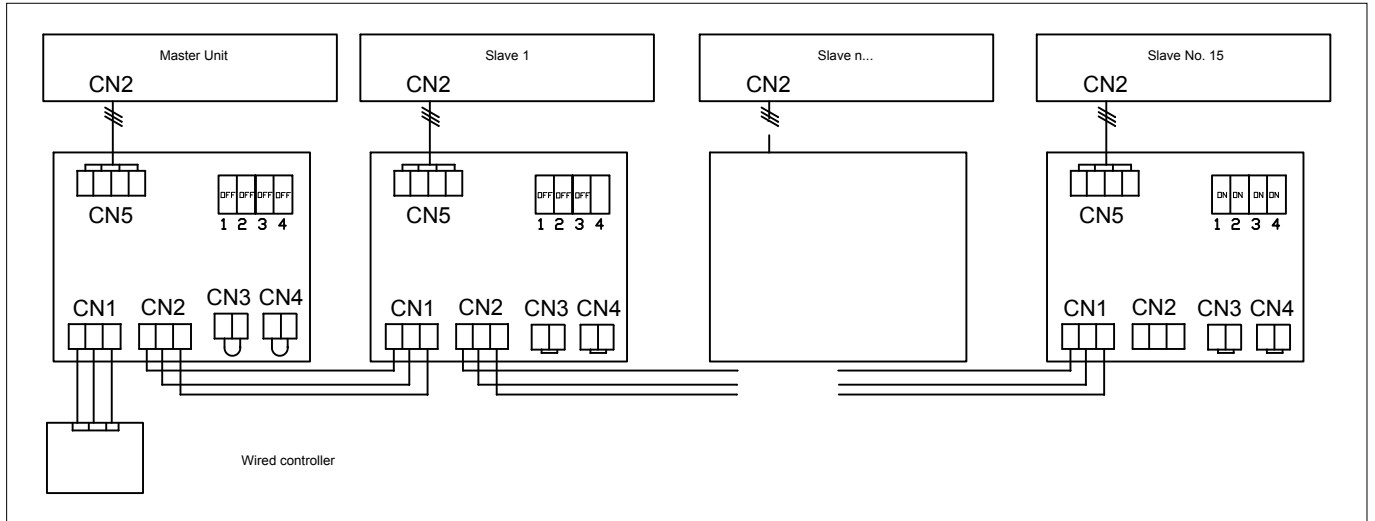 Master Unit
CN2
Slave 1
CN2
Slave n...
CN2
Slave No. 15
CN2
CN5
OFF OFF OFF OFF
1 2 3 4
CN5
OFF OFF OFF
1 2 3 4
CN5
ON ON ON ON
1 2 3 4
CN1 CN2 CN3 CN4
CN1 CN2 CN3 CN4
CN1 CN2 CN3 CN4
Wired controller